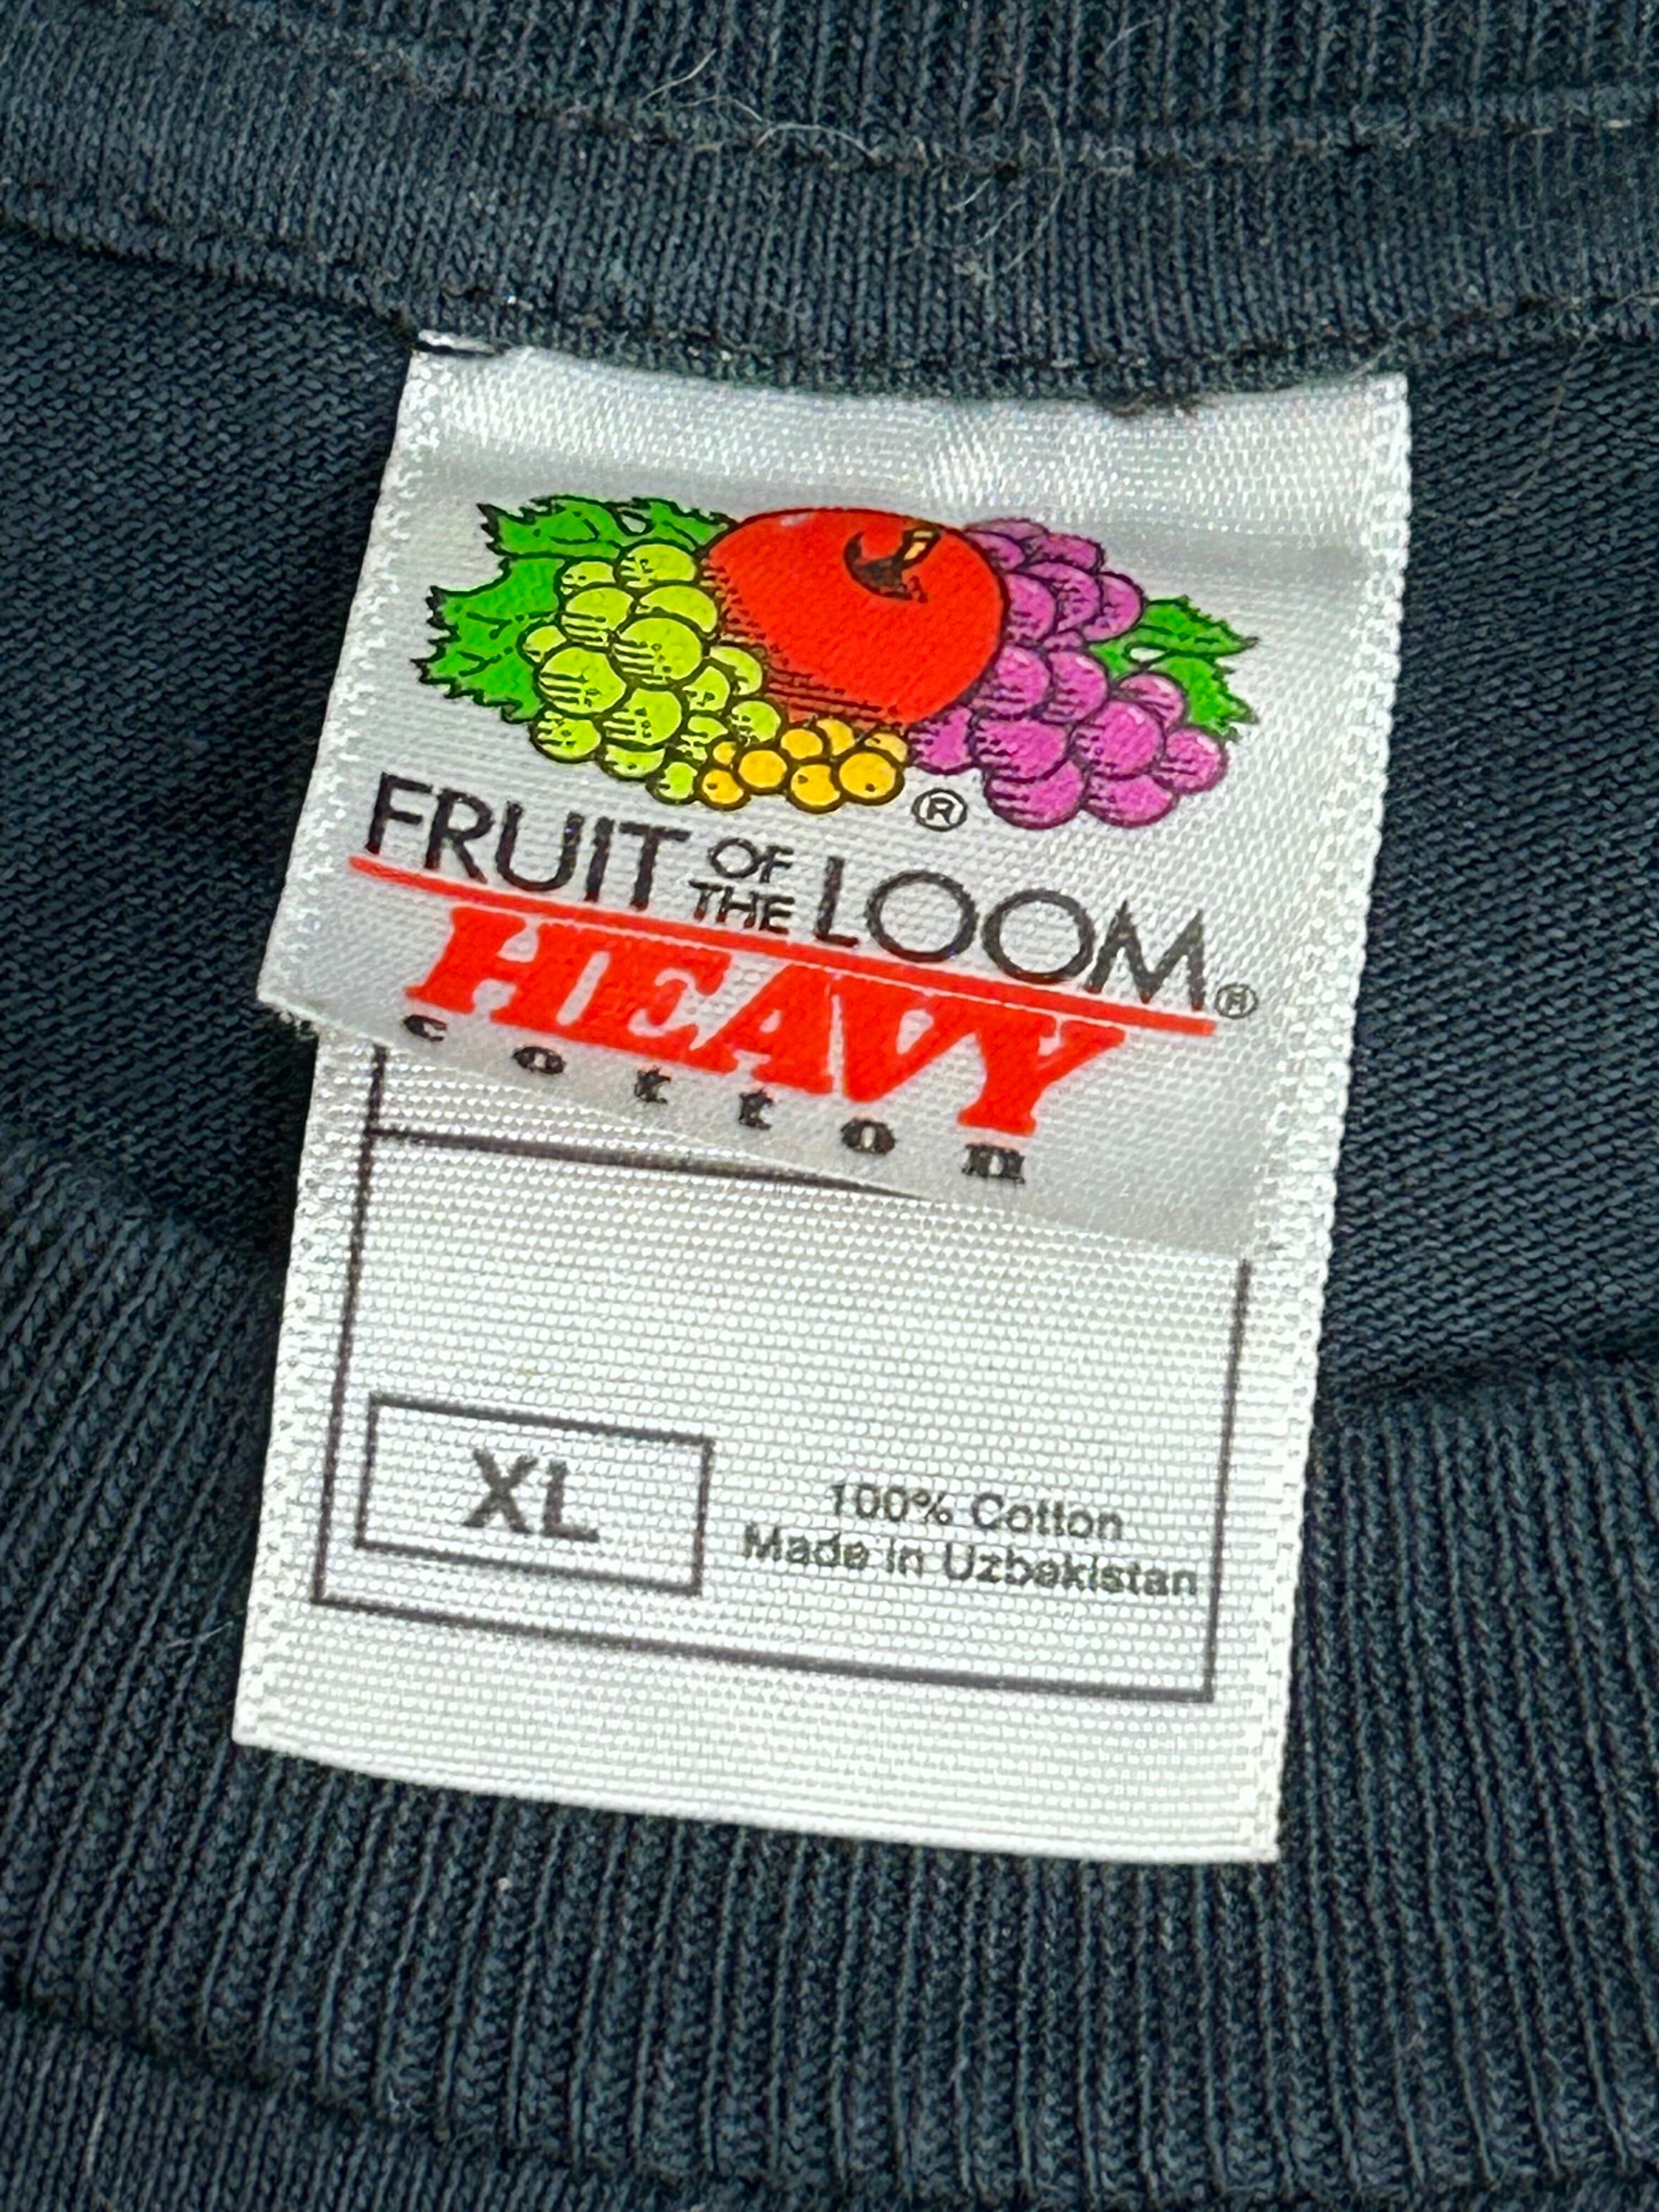 ®
FRUIT OF THE LOOM®
HEAVY
cotton
XL
100% Cotton
Made in Uzbekistan